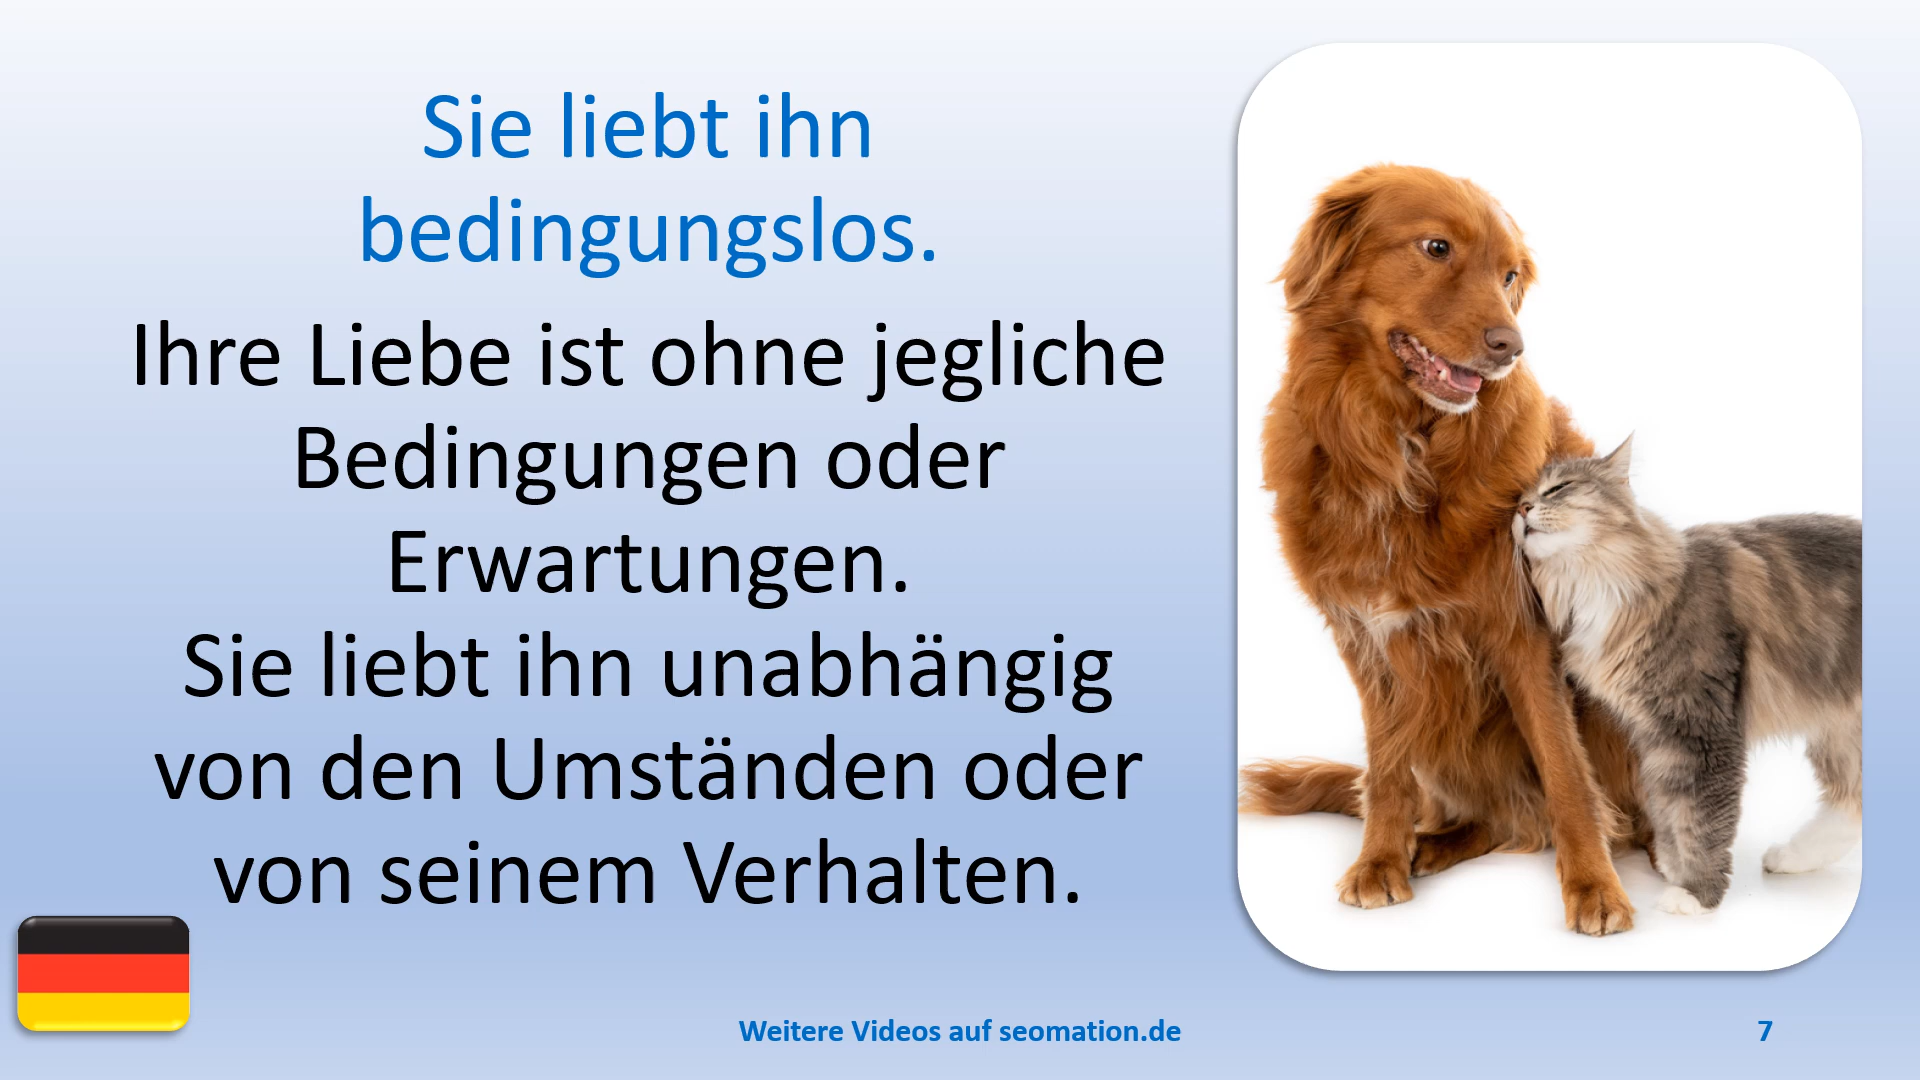 Sie liebt ihn
bedingungslos.
Ihre Liebe ist ohne jegliche
Bedingungen oder
Erwartungen.
Sie liebt ihn unabhängig
von den Umständen oder
von seinem Verhalten.
Weitere Videos auf seomation.de
7